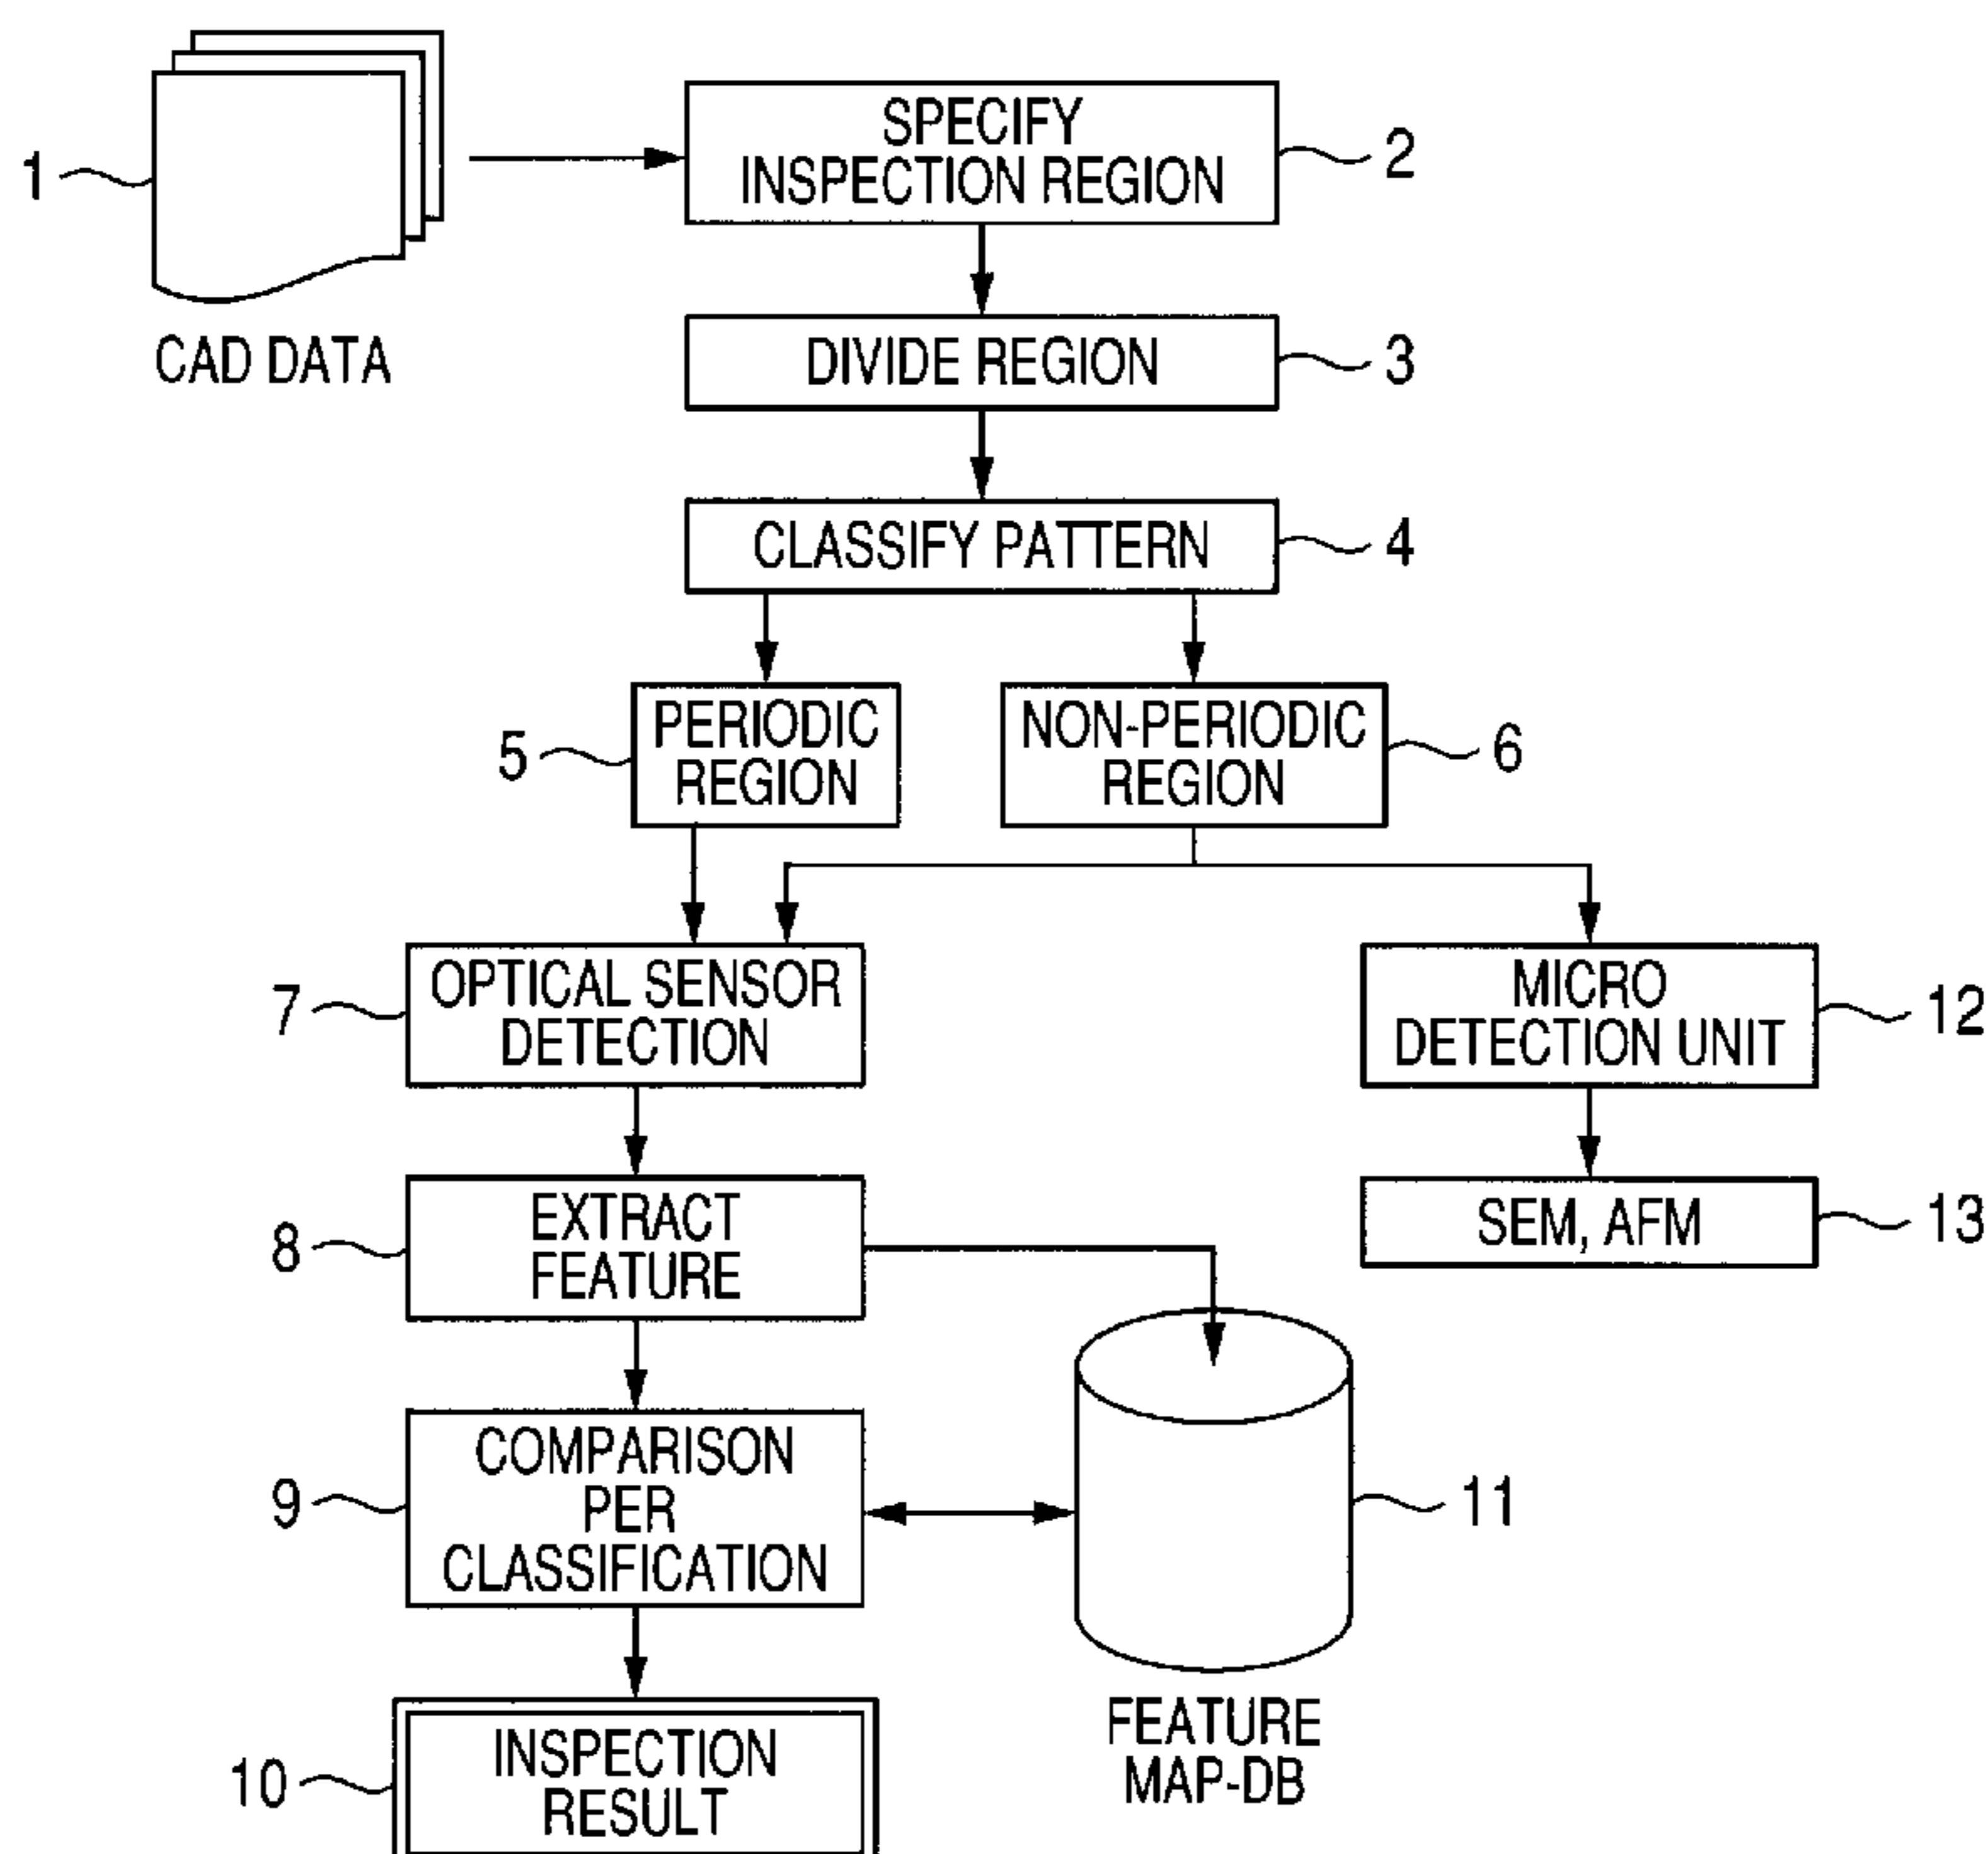 1
CAD DATA
SPECIFY
INSPECTION REGION
2
DIVIDE REGION
3
CLASSIFY PATTERN
4
5
PERIODIC
REGION
NON-PERIODIC
REGION
6
7
OPTICAL SENSOR
DETECTION
MICRO
DETECTION UNIT
12
8
EXTRACT
FEATURE
SEM, AFM
13
9
COMPARISON
PER
CLASSIFICATION
11
FEATURE
MAP-DB
10
INSPECTION
RESULT